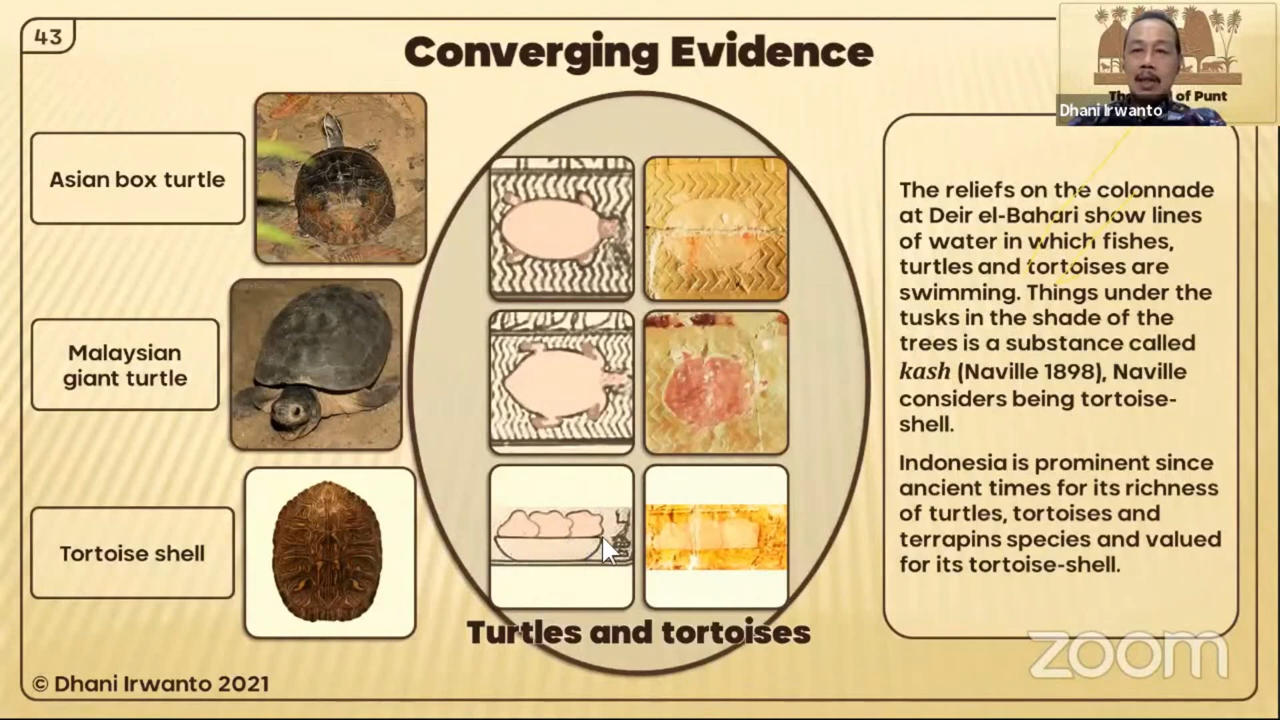 43
Converging Evidence
of Punt
Dhani Irwanto
Asian box turtle
Malaysian
giant turtle
Tortoise shell
Turtles and tortoises
The reliefs on the colonnade
at Deir el-Bahari show lines
of water in which fishes,
turtles and tortoises are
swimming. Things under the
tusks in the shade of the
trees is a substance called
kash (Naville 1898), Naville
considers being tortoise-
shell.
Indonesia is prominent since
ancient times for its richness
of turtles, tortoises and
terrapins species and valued
for its tortoise-shell.
zoom
© Dhani Irwanto 2021